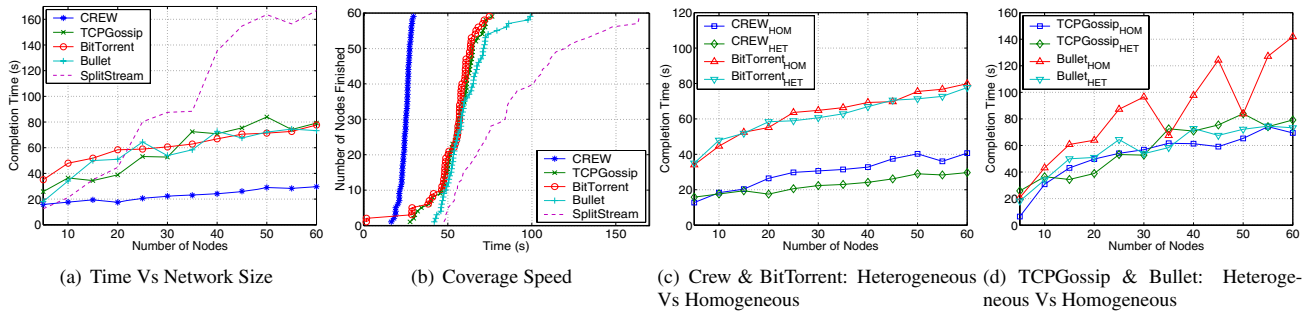 160
140
120
100
80
60
40
20
0
Completion Time (s)
CREW
TCPGossip
BitTorrent
Bullet
SplitStream
10 20 30 40 50 60
Number of Nodes
(a) Time Vs Network Size
60
50
40
30
20
10
0
Number of Nodes Finished
CREW
TCPGossip
BitTorrent
Bullet
SplitStream
0 50 100 150
Time (s)
(b) Coverage Speed
120
100
80
60
40
20
0
Completion Time (s)
CREW_HOM
CREW_HET
BitTorrent_HOM
BitTorrent_HET
10 20 30 40 50 60
Number of Nodes
(c) Crew & BitTorrent: Heterogeneous
Vs Homogeneous
160
140
120
100
80
60
40
20
0
Completion Time (s)
TCPGossip_HOM
TCPGossip_HET
Bullet_HOM
Bullet_HET
10 20 30 40 50 60
Number of Nodes
(d) TCPGossip & Bullet: Heteroge-
neous Vs Homogeneous